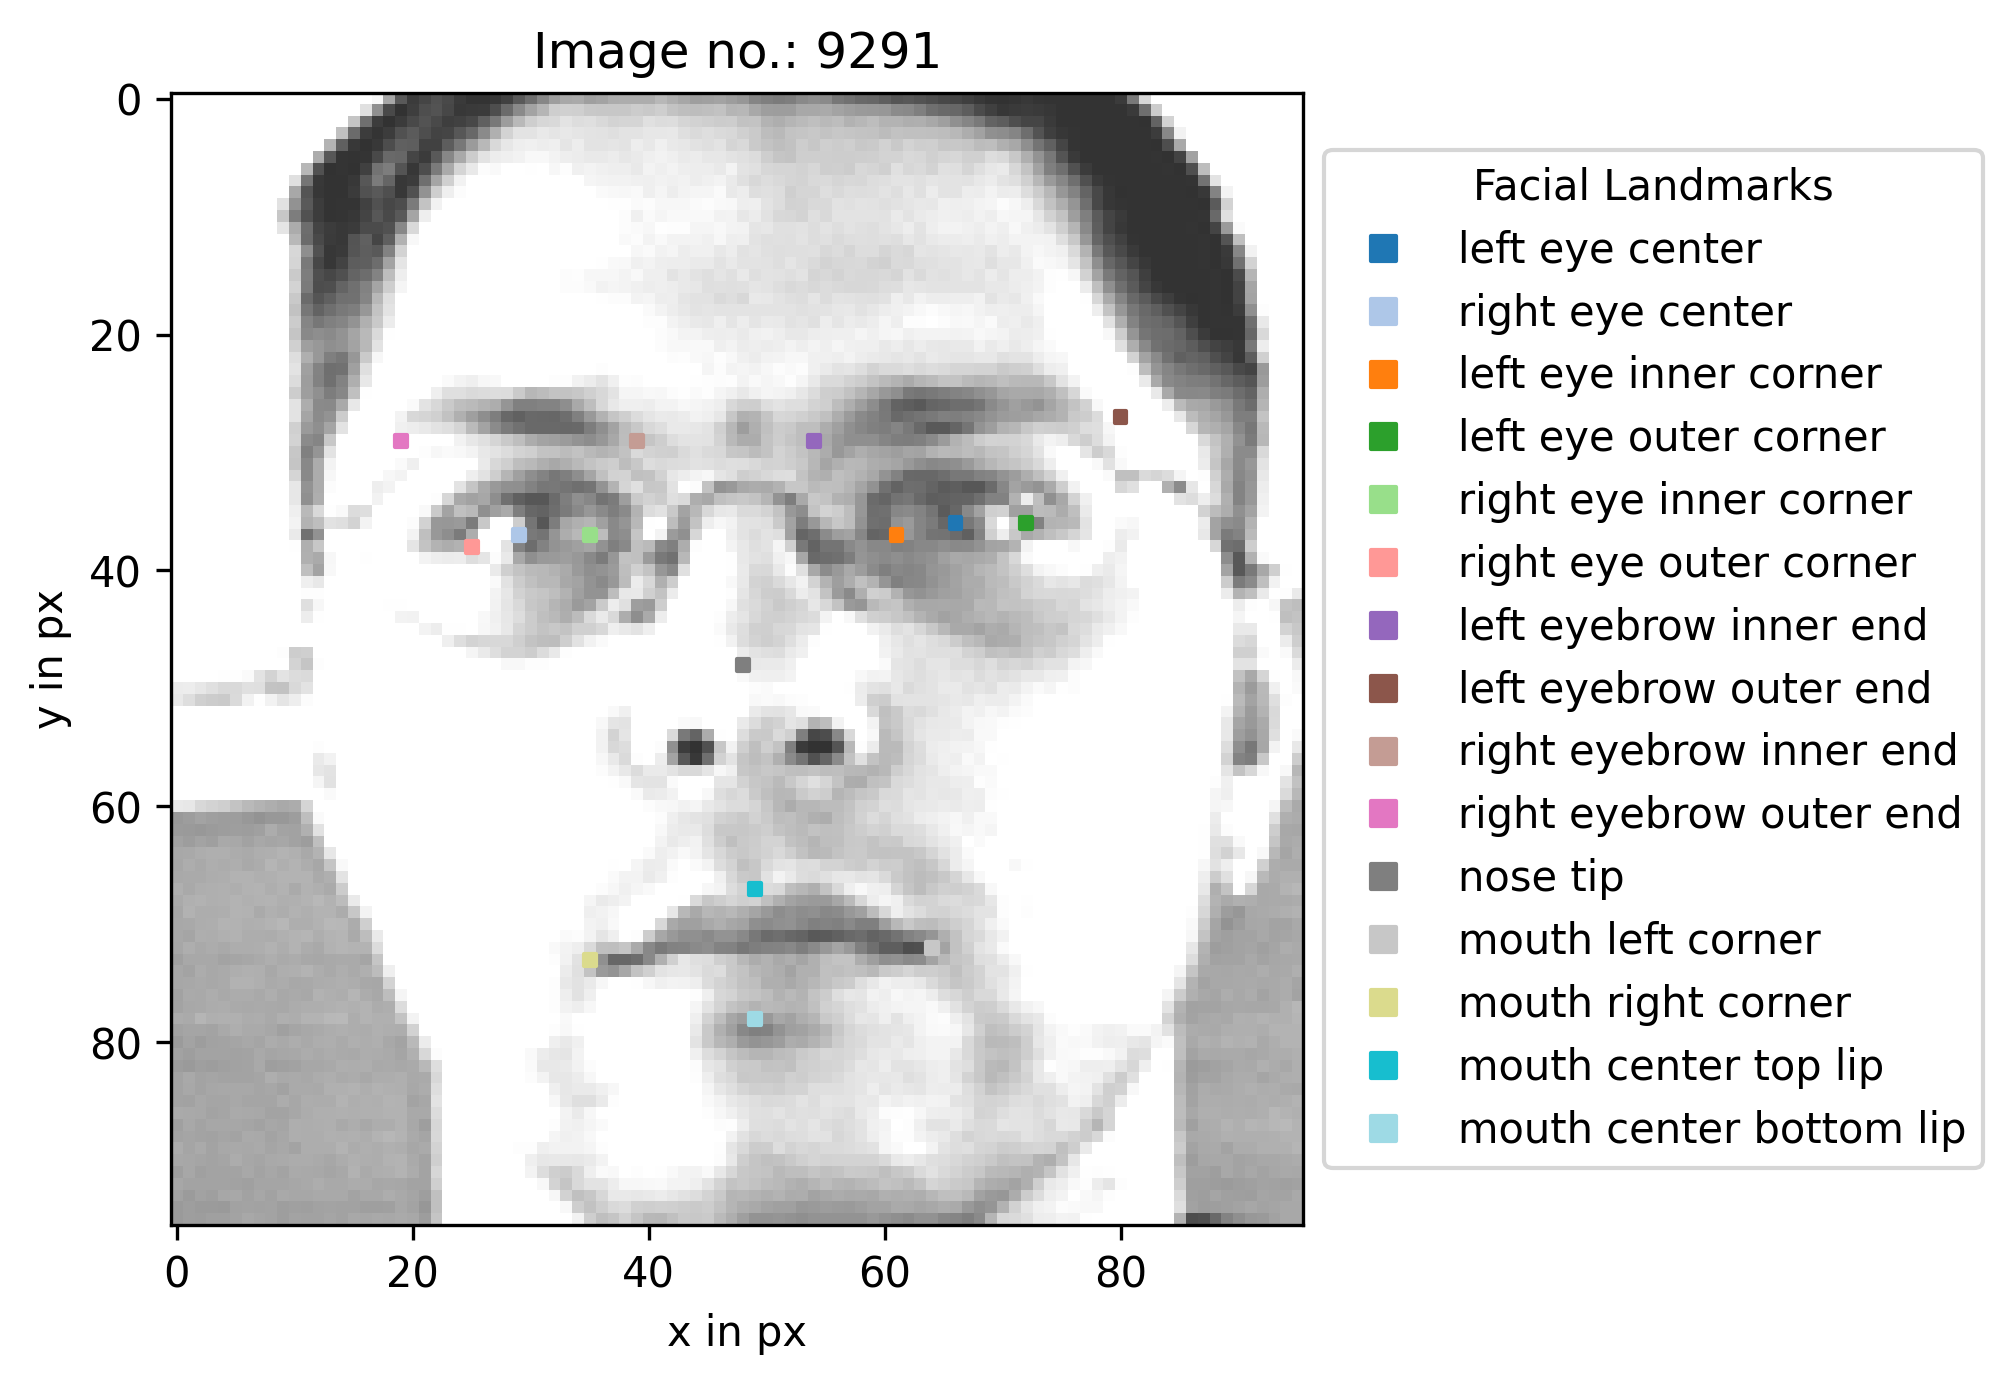 Image no.: 9291
0
20
40
60
80
y in px
0 20 40 60 80
x in px
Facial Landmarks
left eye center
right eye center
left eye inner corner
left eye outer corner
right eye inner corner
right eye outer corner
left eyebrow inner end
left eyebrow outer end
right eyebrow inner end
right eyebrow outer end
nose tip
mouth left corner
mouth right corner
mouth center top lip
mouth center bottom lip